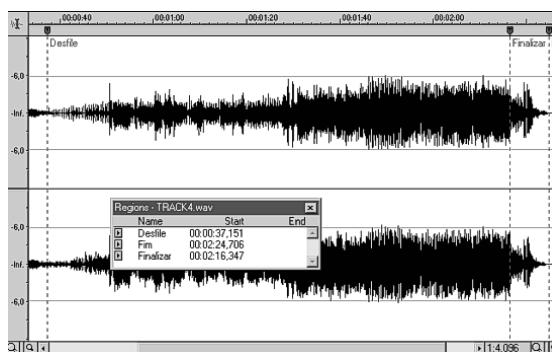 00:00:40 00:01:00 00:01:20 00:01:40 00:02:00
Desfile Finalizar
-6,0
-Inf.
-6,0
Regions - TRACK4.wav
Name Start End
Desfile 00:00:37,151
Fim 00:02:24,706
Finalizar 00:02:16,347
-6,0
-Inf.
-6,0
1:4.096